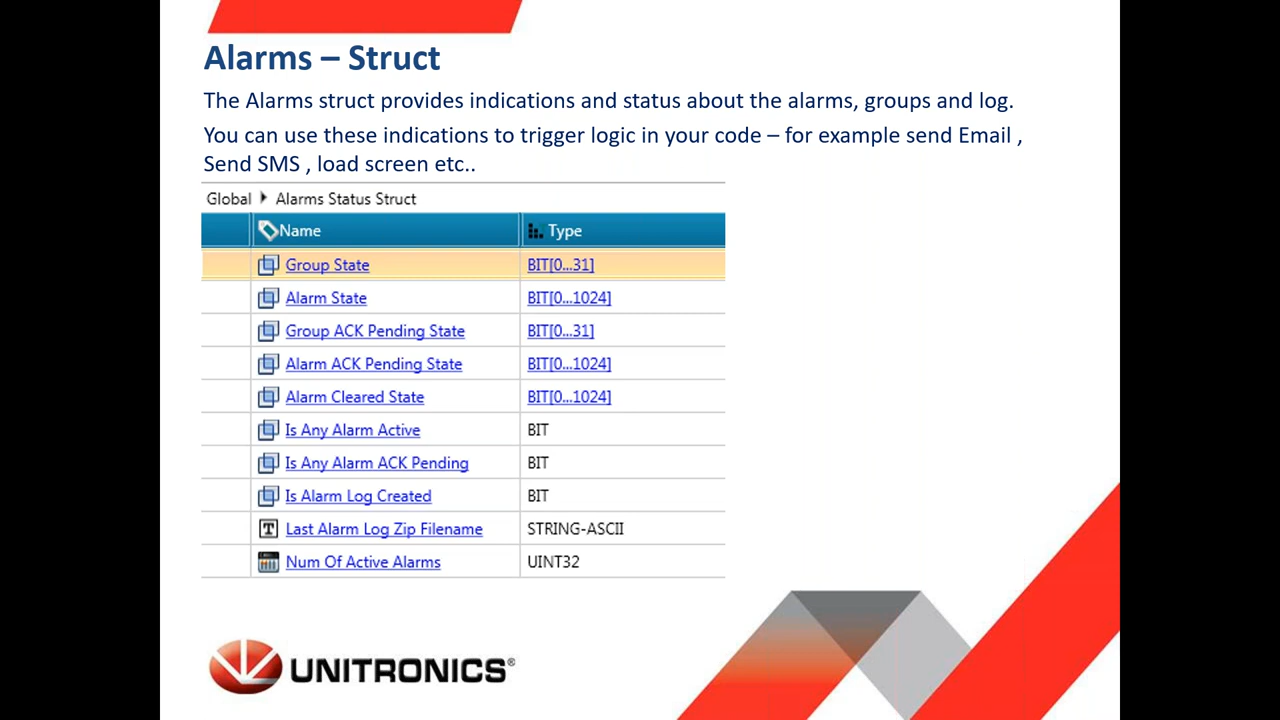 Alarms – Struct
The Alarms struct provides indications and status about the alarms, groups and log.
You can use these indications to trigger logic in your code – for example send Email ,
Send SMS , load screen etc..
Global Alarms Status Struct
Name Type
Group State BIT[0...31]
Alarm State BIT[0...1024]
Group ACK Pending State BIT[0...31]
Alarm ACK Pending State BIT[0...1024]
Alarm Cleared State BIT[0...1024]
Is Any Alarm Active BIT
Is Any Alarm ACK Pending BIT
Is Alarm Log Created BIT
Last Alarm Log Zip Filename STRING-ASCII
Num Of Active Alarms UINT32
UNITRONICS®